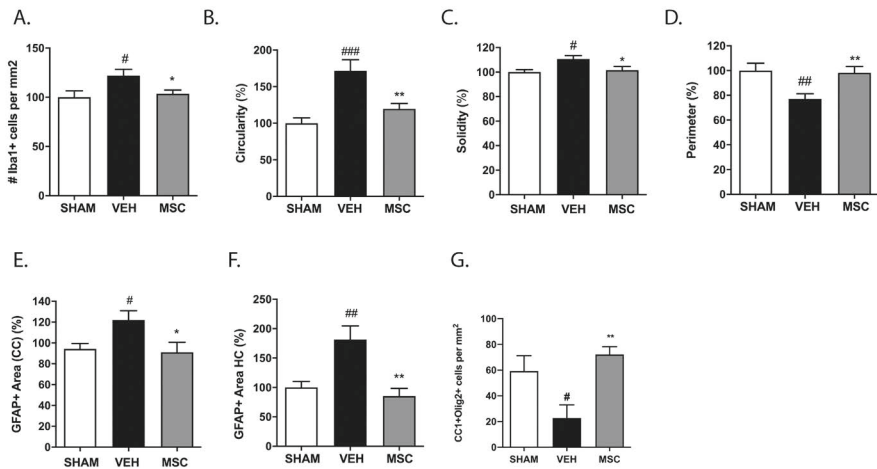 A.
# Iba1+ cells per mm2
150
100
50
0
#
*
SHAM VEH MSC
B.
Circularity (%)
200
150
100
50
0
###
**
SHAM VEH MSC
C.
Solidity (%)
120
100
80
60
40
20
0
#
*
SHAM VEH MSC
D.
Perimeter (%)
120
100
80
60
40
20
0
##
**
SHAM VEH MSC
E.
GFAP+ Area (CC) (%)
140
120
100
80
60
40
20
0
#
*
SHAM VEH MSC
F.
GFAP+ Area HC (%)
250
200
150
100
50
0
##
**
SHAM VEH MSC
G.
CC1+Olig2+ cells per mm²
100
80
60
40
20
0
#
**
SHAM VEH MSC